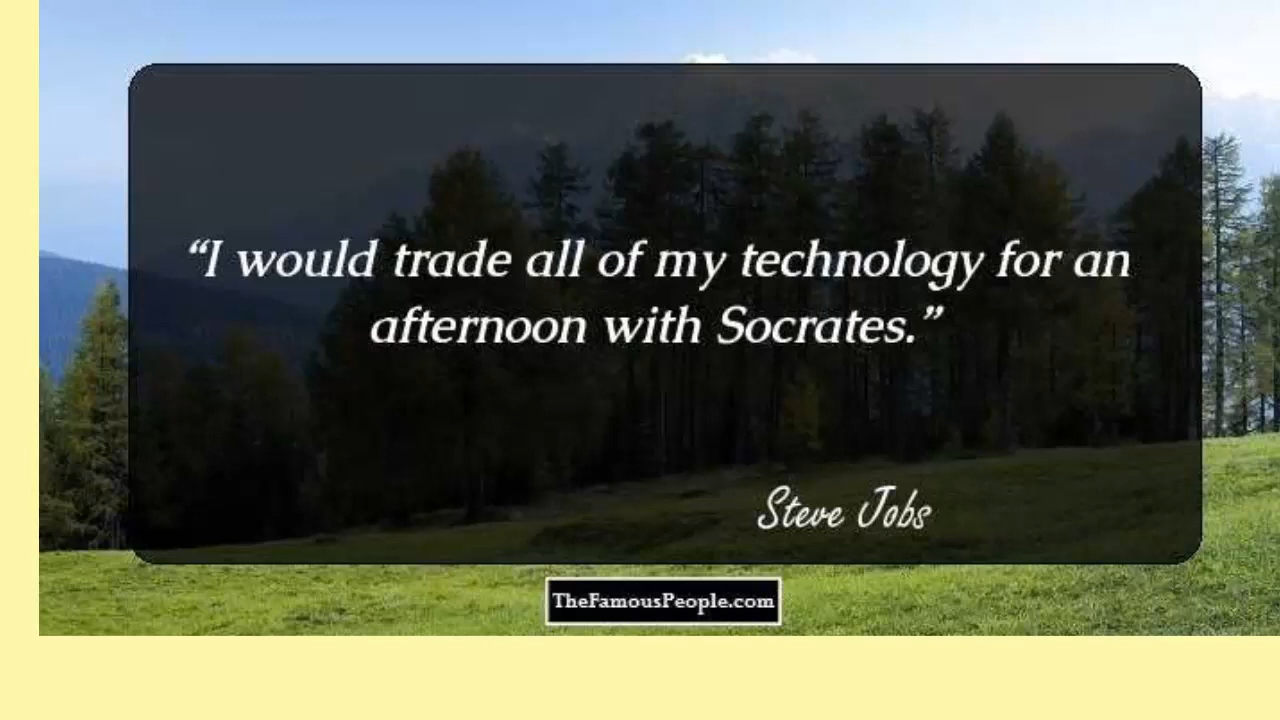 “I would trade all of my technology for an
afternoon with Socrates.”
Steve Jobs
TheFamousPeople.com